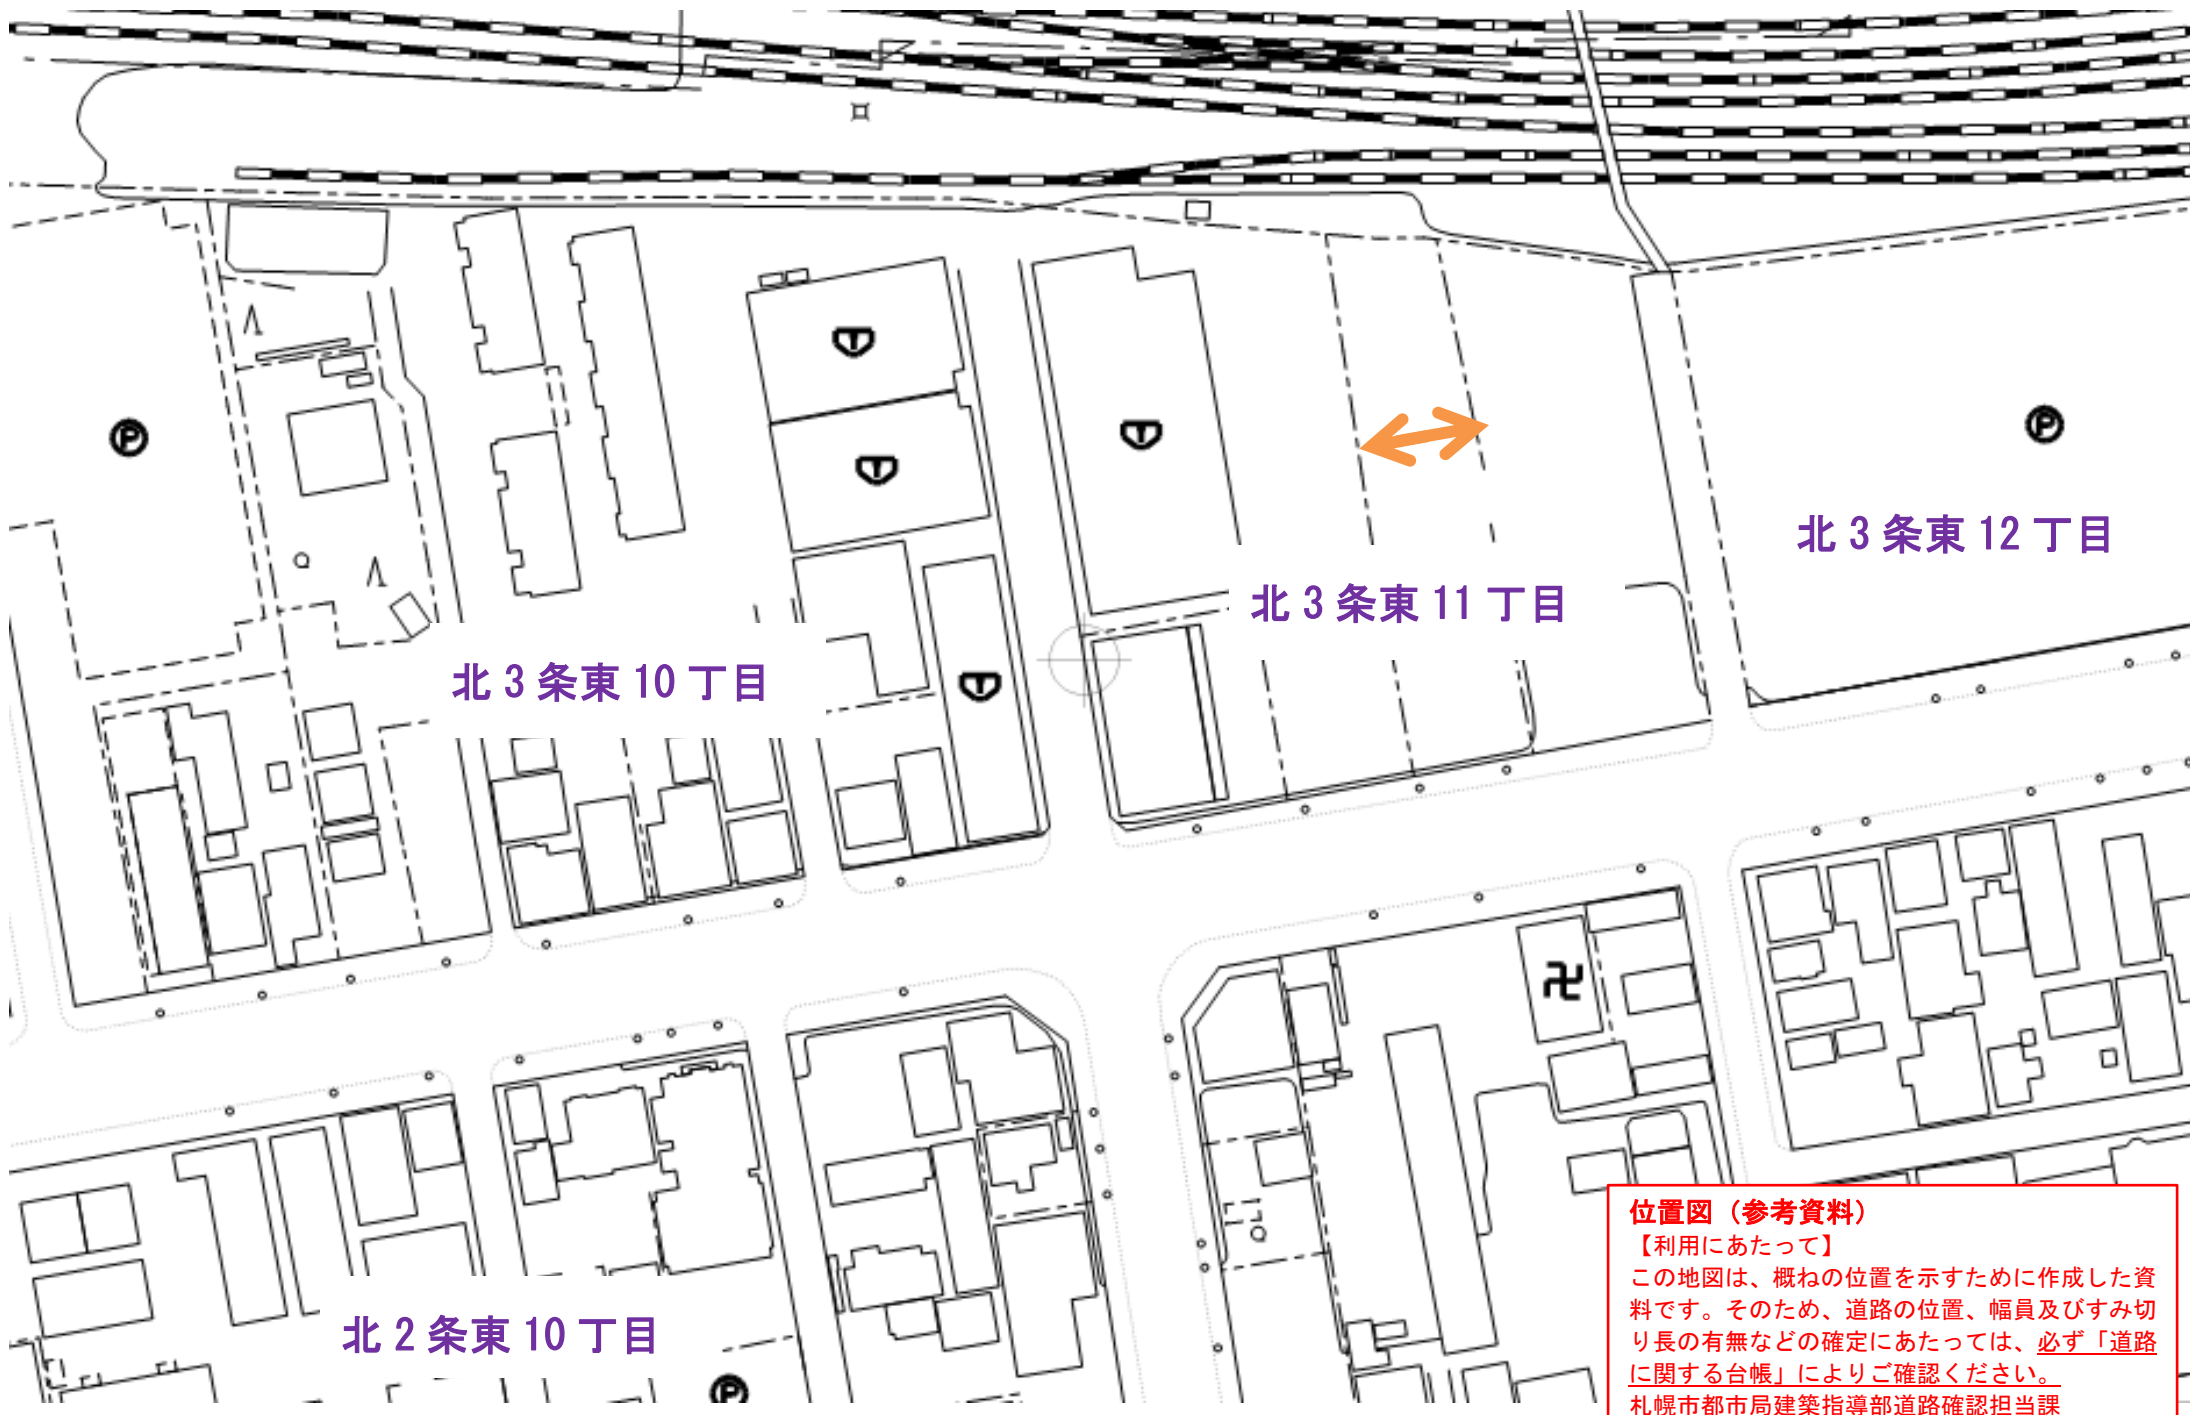 Ⓟ
北3条東12丁目
北3条東11丁目
北3条東10丁目
北2条東10丁目
Ⓟ
位置図（参考資料）
【利用にあたって】
この地図は、概ねの位置を示すために作成した資
料です。そのため、道路の位置、幅員及びすみ切
り長の有無などの確定にあたっては、必ず「道路
に関する台帳」によりご確認ください。
札幌市都市局建築指導部道路確認担当課